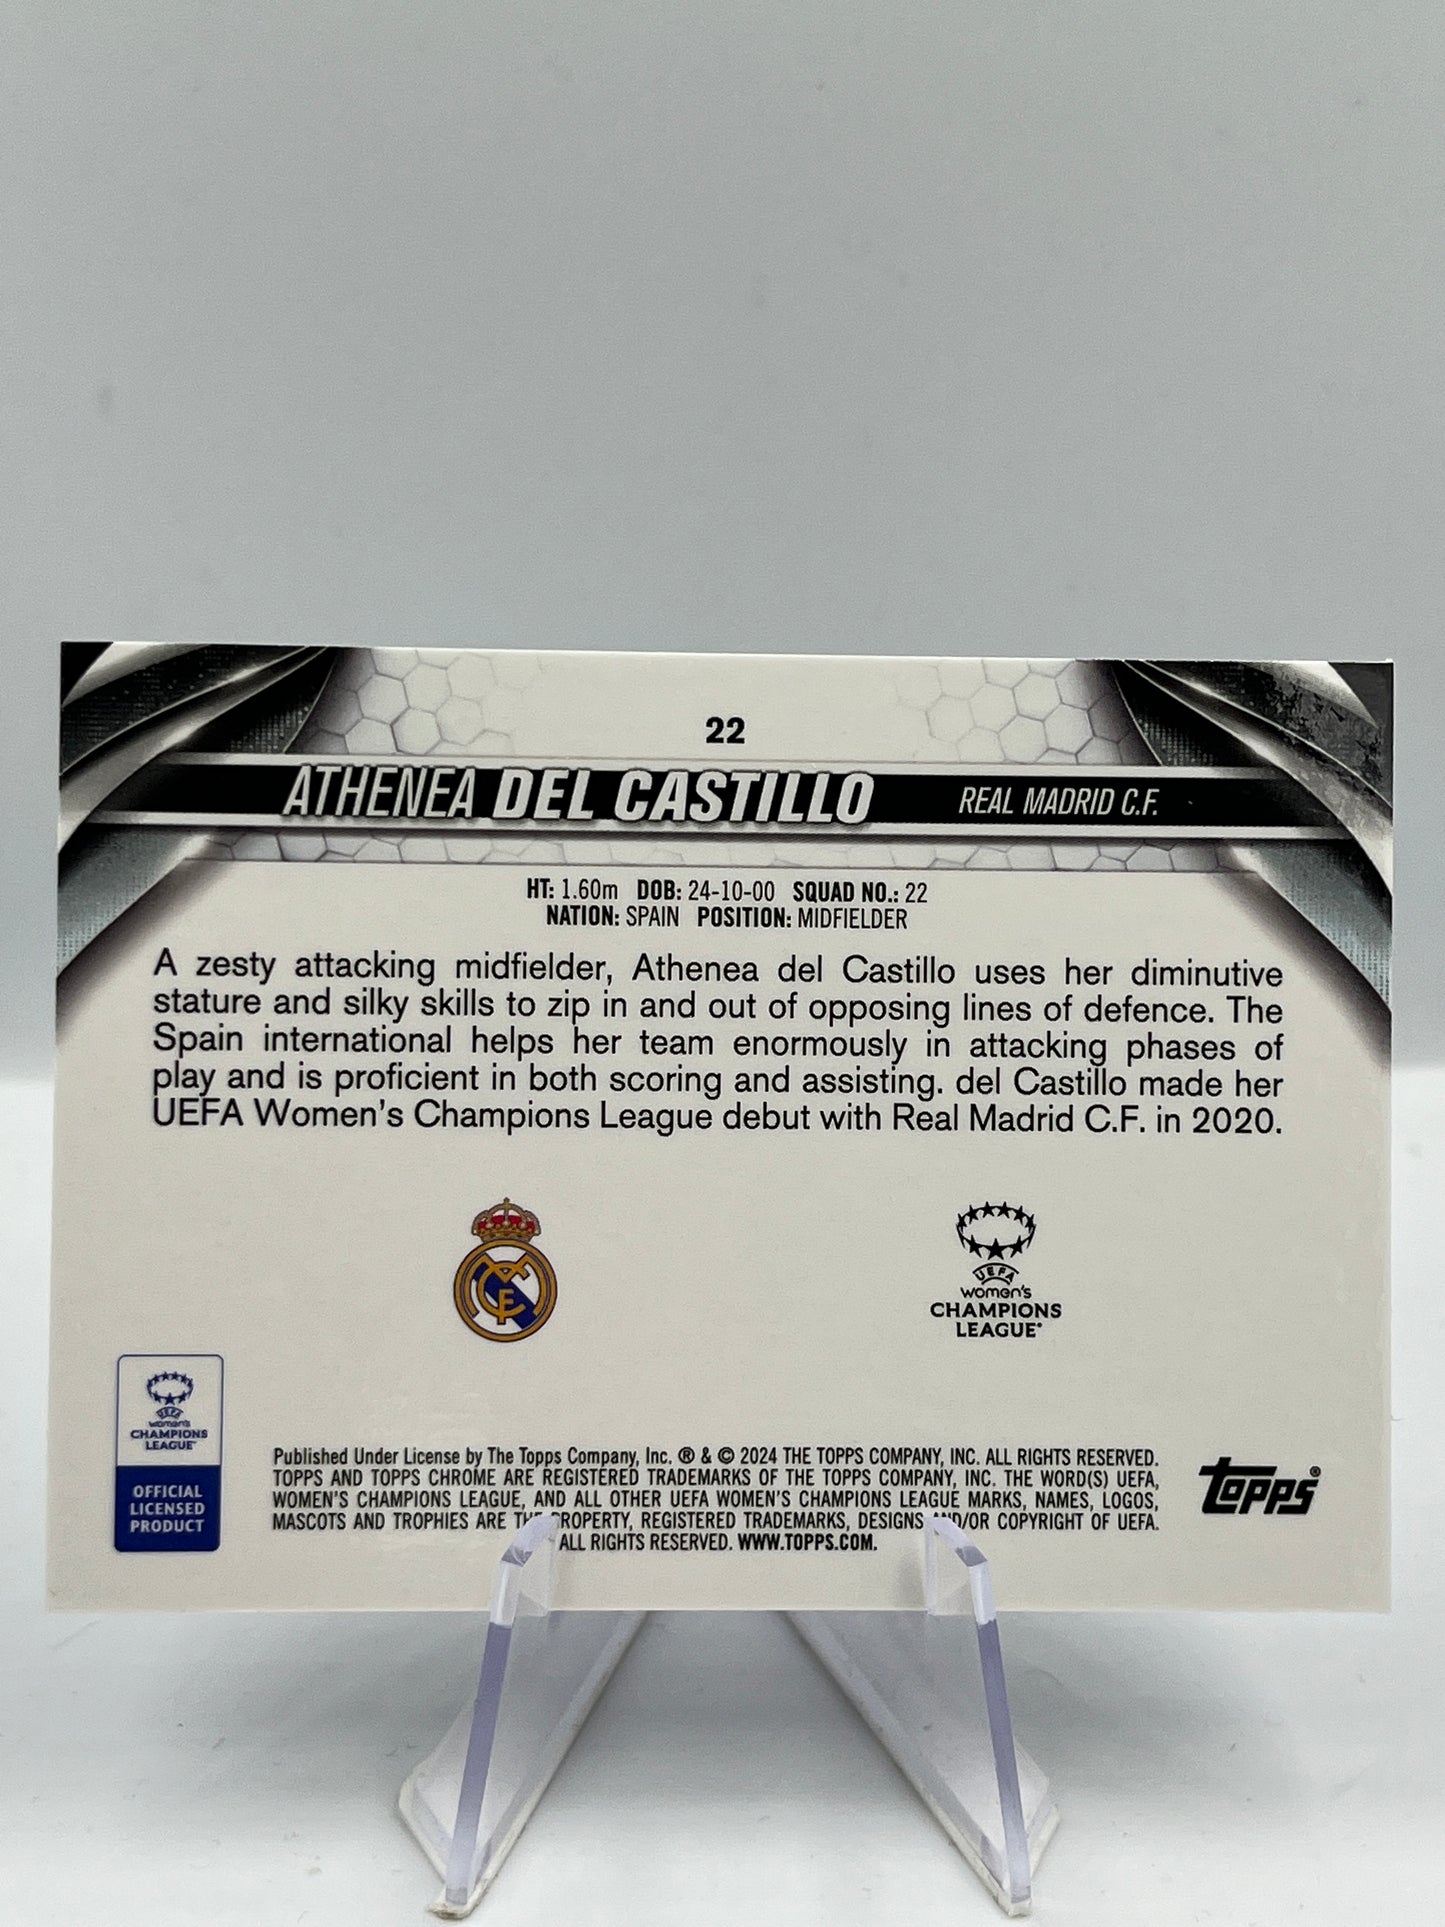 22
ATHENEA DEL CASTILLO REAL MADRID C.F.
HT: 1.60m DOB: 24-10-00 SQUAD NO.: 22
NATION: SPAIN POSITION: MIDFIELDER
A zesty attacking midfielder, Athenea del Castillo uses her diminutive
stature and silky skills to zip in and out of opposing lines of defence. The
Spain international helps her team enormously in attacking phases of
play and is proficient in both scoring and assisting. del Castillo made her
UEFA Women's Champions League debut with Real Madrid C.F. in 2020.
UEFA
women's
CHAMPIONS
LEAGUE
UEFA
women's
CHAMPIONS
LEAGUE
OFFICIAL
LICENSED
PRODUCT
Published Under License by The Topps Company, Inc. ® & © 2024 THE TOPPS COMPANY, INC. ALL RIGHTS RESERVED.
TOPPS AND TOPPS CHROME ARE REGISTERED TRADEMARKS OF THE TOPPS COMPANY, INC. THE WORD(S) UEFA,
WOMEN'S CHAMPIONS LEAGUE, AND ALL OTHER UEFA WOMEN'S CHAMPIONS LEAGUE MARKS, NAMES, LOGOS,
MASCOTS AND TROPHIES ARE THE PROPERTY, REGISTERED TRADEMARKS, DESIGNS AND/OR COPYRIGHT OF UEFA.
ALL RIGHTS RESERVED. WWW.TOPPS.COM.
topps®